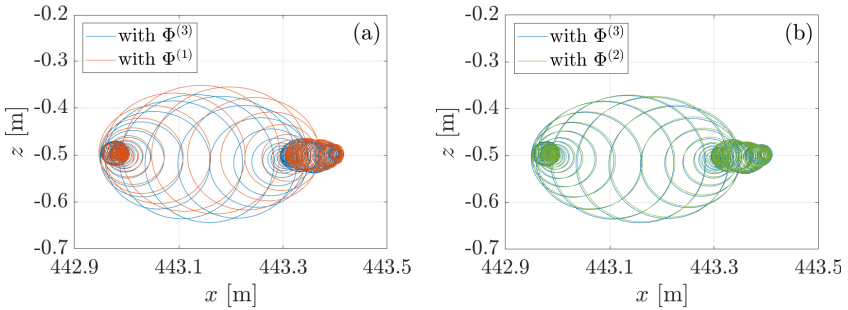 -0.2
with Φ(3)
(a)
with Φ(1)
-0.3
-0.4
z [m]
-0.5
-0.6
-0.7
442.9 443.1 443.3 443.5
x [m]
-0.2
with Φ(3)
(b)
with Φ(2)
-0.3
-0.4
z [m]
-0.5
-0.6
-0.7
442.9 443.1 443.3 443.5
x [m]